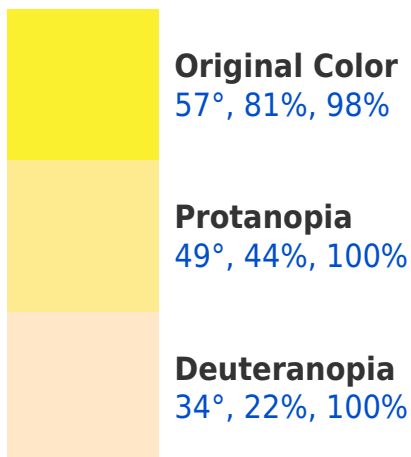 Original Color
57°, 81%, 98%
Protanopia
49°, 44%, 100%
Deuteranopia
34°, 22%, 100%